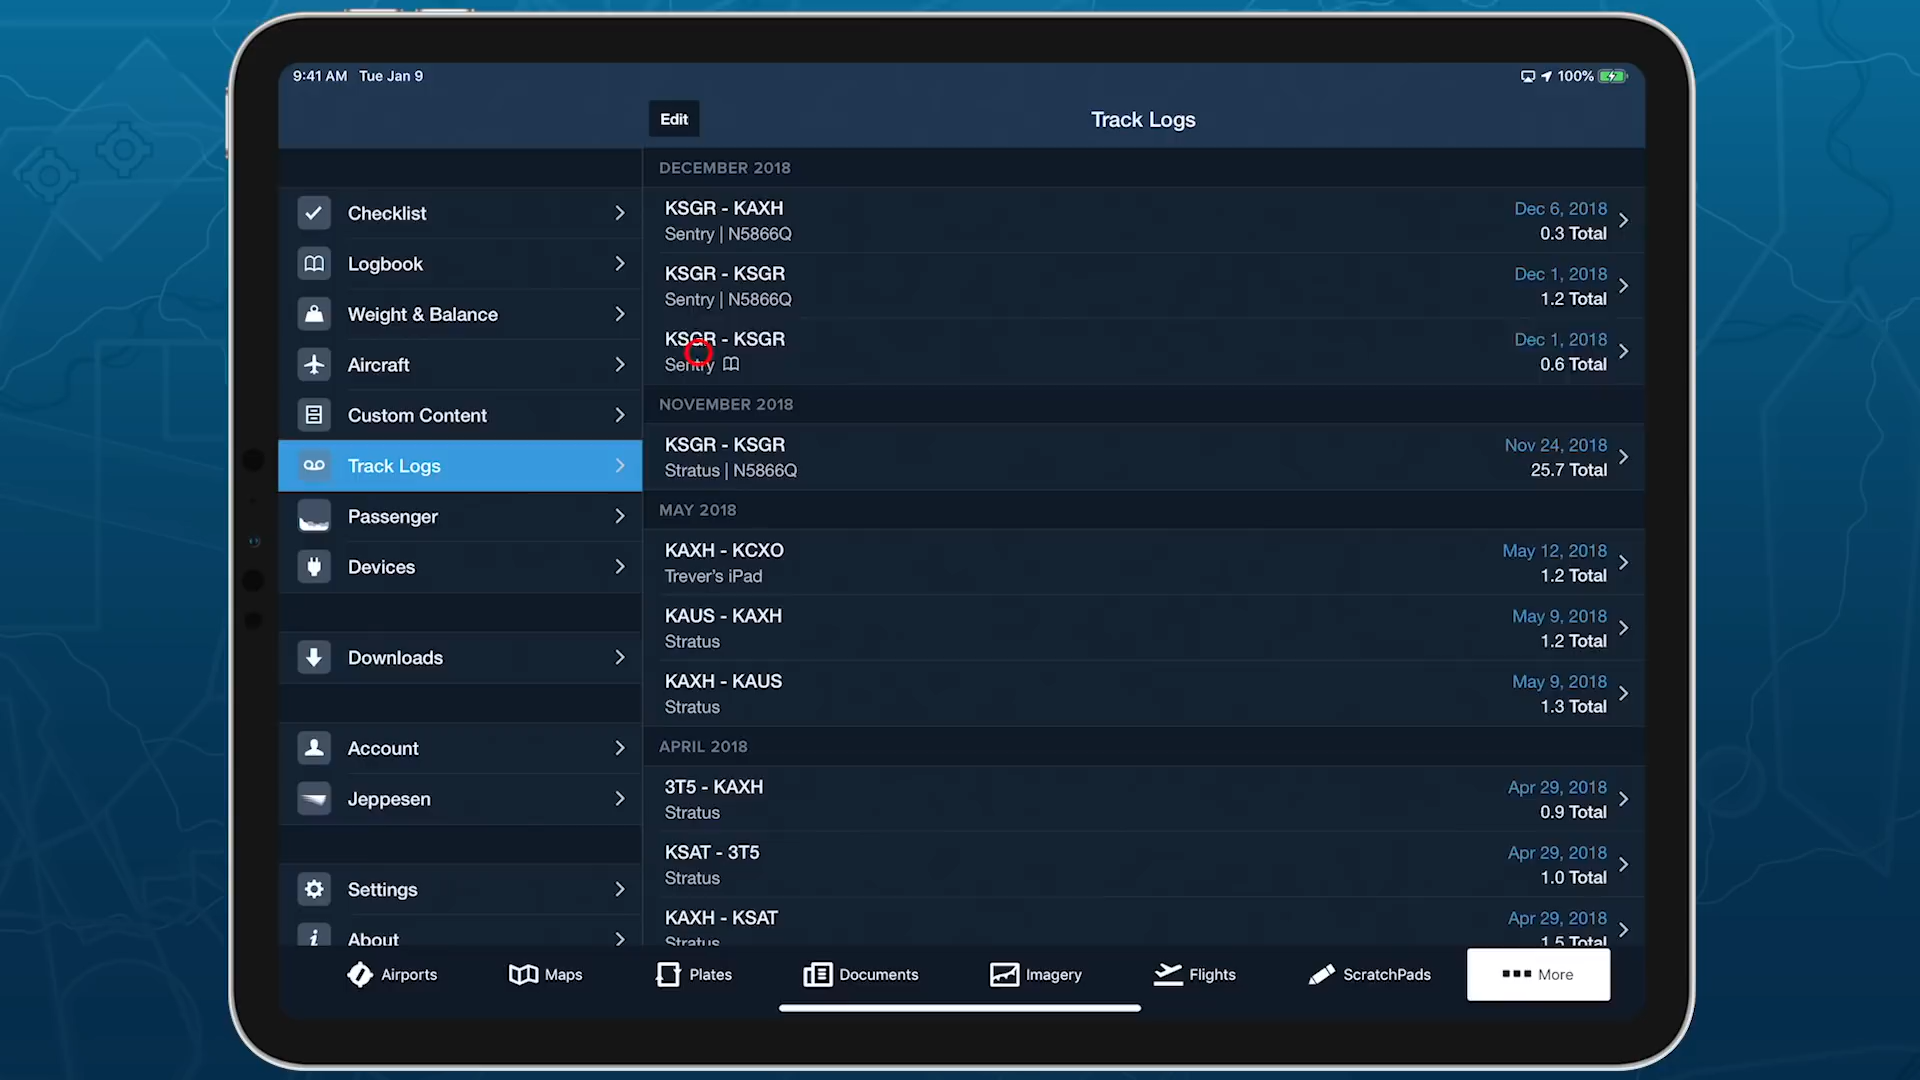 9:41 AM Tue Jan 9
100%
Edit
Track Logs
Checklist
Logbook
Weight & Balance
Aircraft
Custom Content
Track Logs
Passenger
Devices
Downloads
Account
Jeppesen
Settings
About
DECEMBER 2018
KSGR - KAXH
Dec 6, 2018
Sentry | N5866Q
0.3 Total
KSGR - KSGR
Dec 1, 2018
Sentry | N5866Q
1.2 Total
KSGR - KSGR
Dec 1, 2018
Sentry
0.6 Total
NOVEMBER 2018
KSGR - KSGR
Nov 24, 2018
Stratus | N5866Q
25.7 Total
MAY 2018
KAXH - KCXO
May 12, 2018
Trever's iPad
1.2 Total
KAUS - KAXH
May 9, 2018
Stratus
1.2 Total
KAXH - KAUS
May 9, 2018
Stratus
1.3 Total
APRIL 2018
3T5 - KAXH
Apr 29, 2018
Stratus
0.9 Total
KSAT - 3T5
Apr 29, 2018
Stratus
1.0 Total
KAXH - KSAT
Apr 29, 2018
Stratus
1.5 Total
Airports
Maps
Plates
Documents
Imagery
Flights
ScratchPads
More